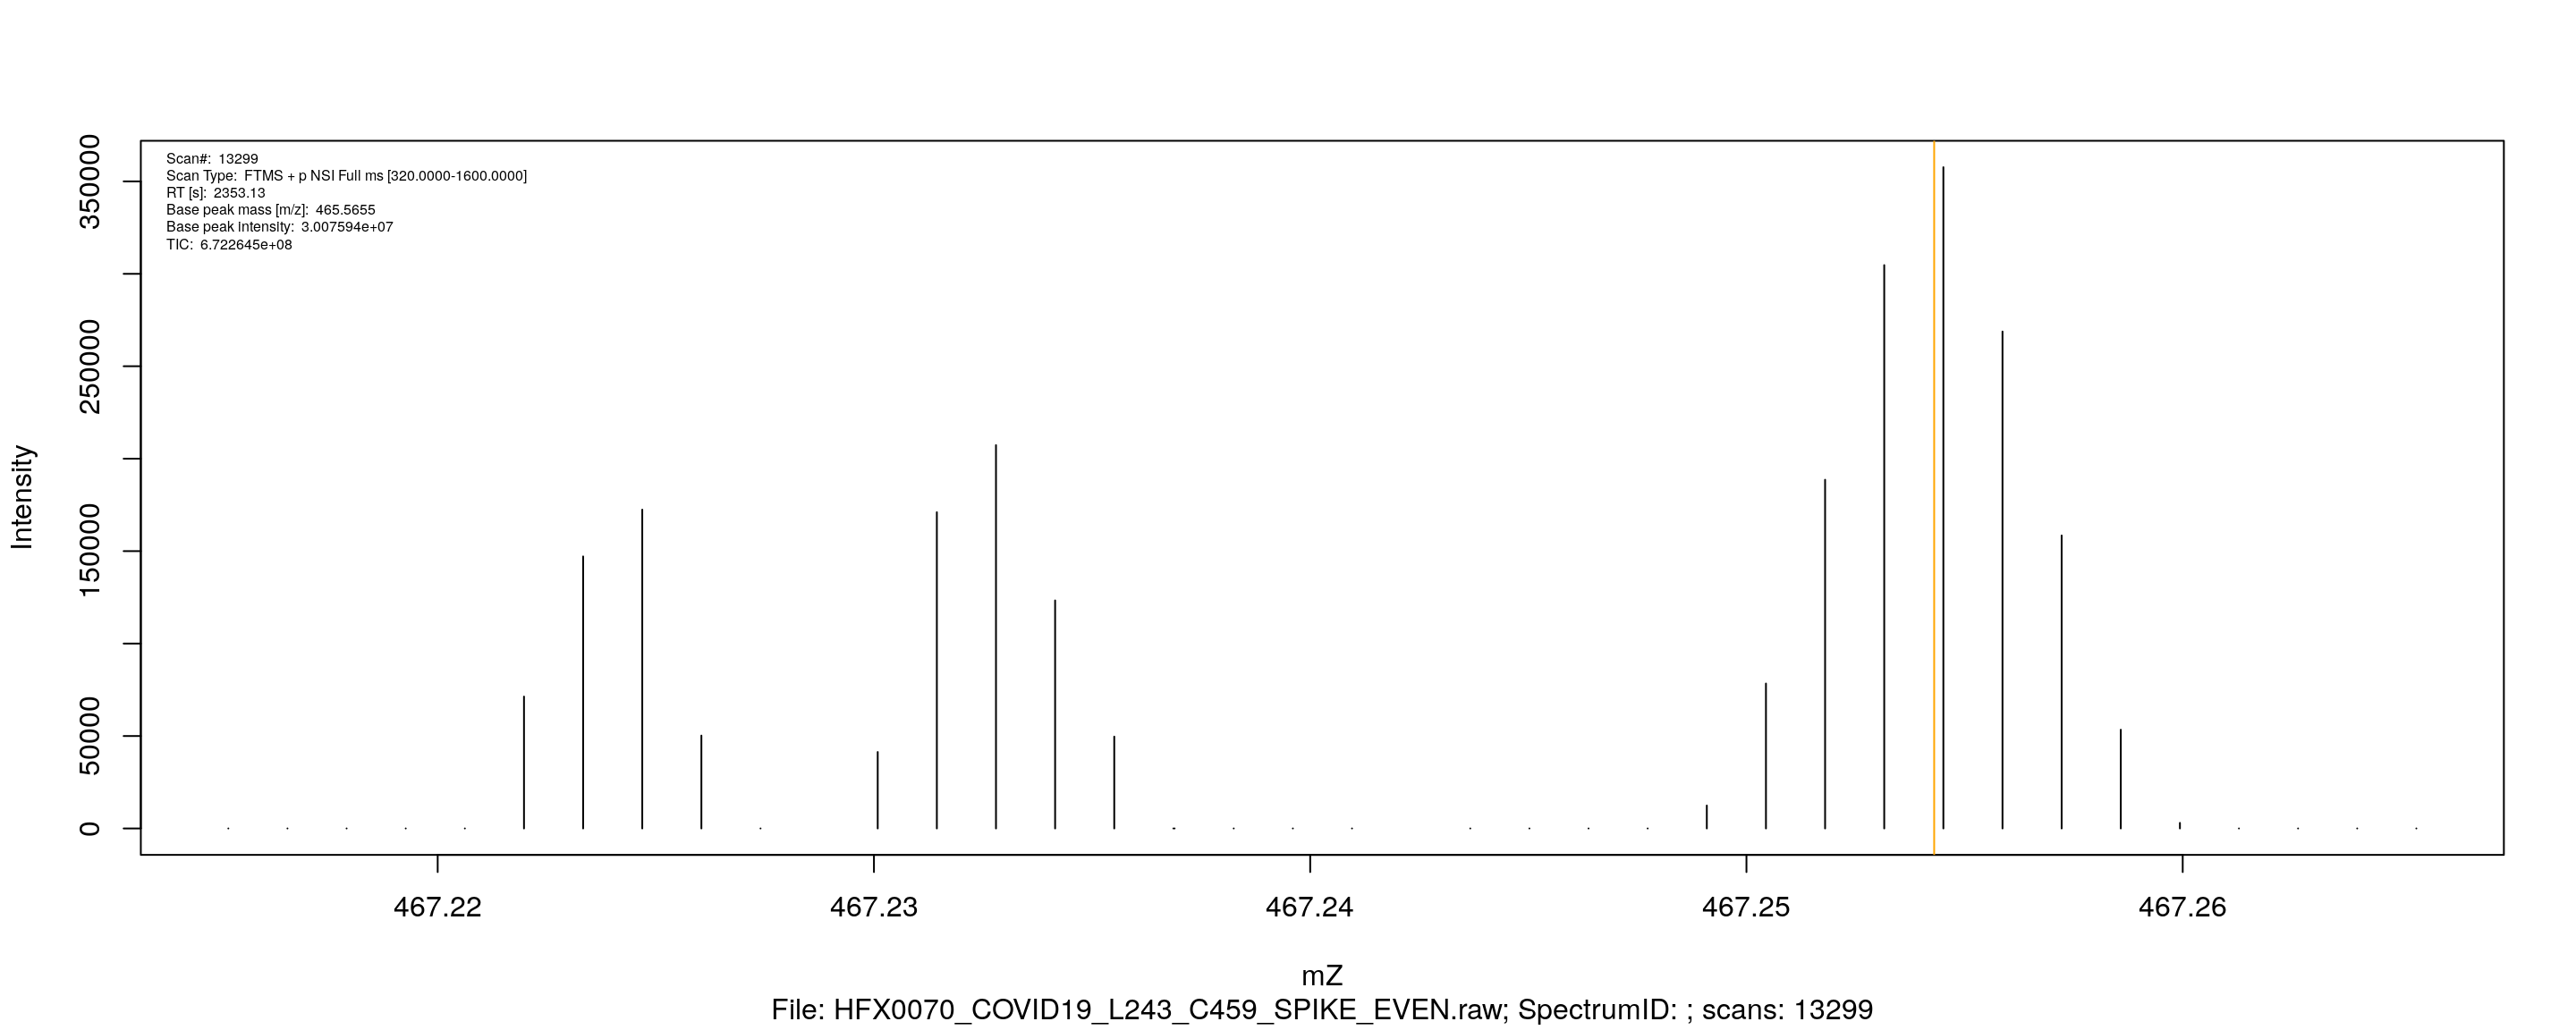 Scan#: 13299
Scan Type: FTMS + p NSI Full ms [320.0000-1600.0000]
RT [s]: 2353.13
Base peak mass [m/z]: 465.5655
Base peak intensity: 3.007594e+07
TIC: 6.722645e+08
350000
250000
150000
50000
0
Intensity
467.22 467.23 467.24 467.25 467.26
mZ
File: HFX0070_COVID19_L243_C459_SPIKE_EVEN.raw; SpectrumID: ; scans: 13299